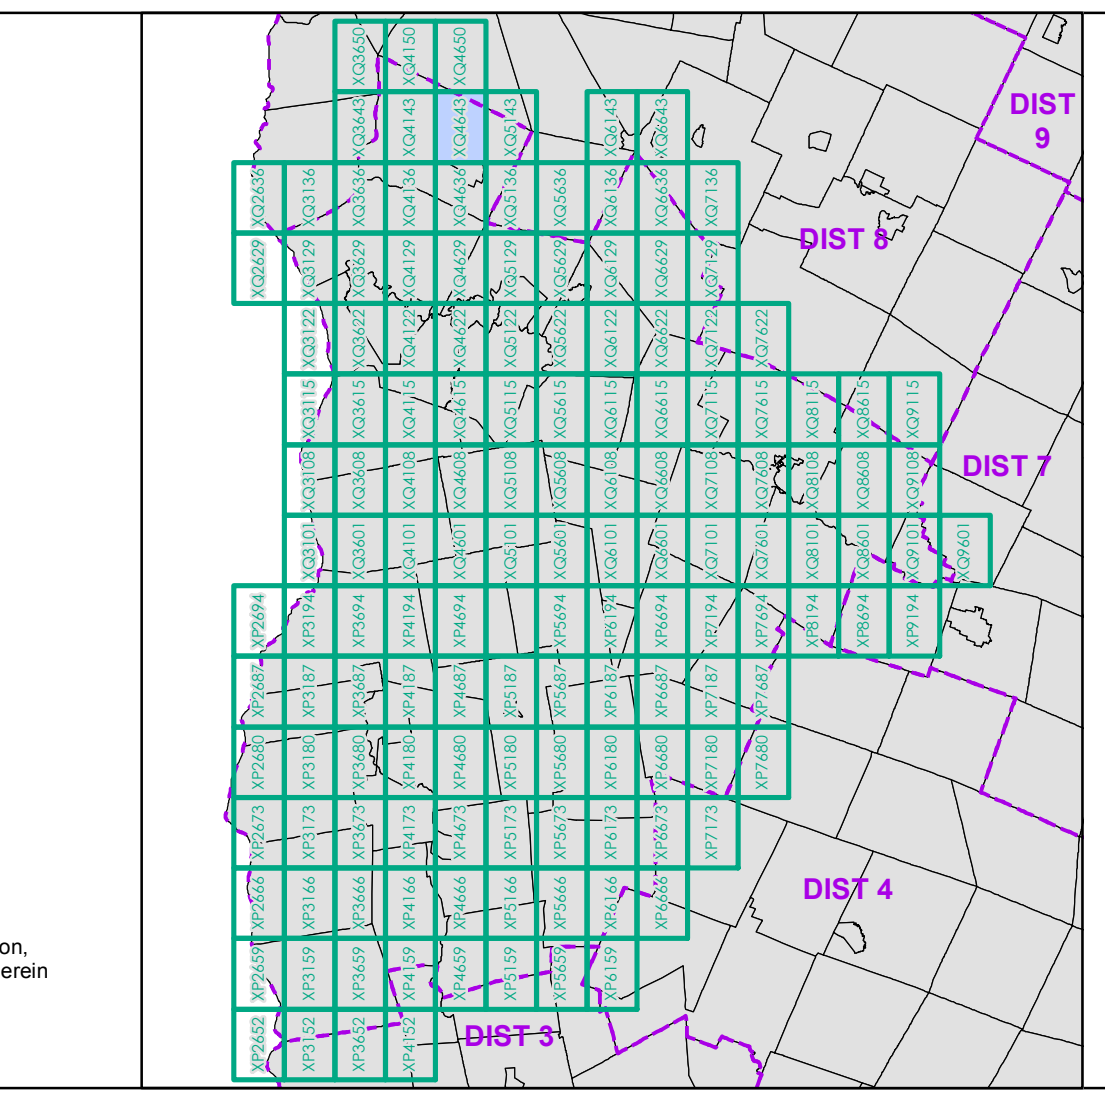 XQ3650 XQ4150 XQ4650
XQ3643 XQ4143 XQ4643 XQ5143 XQ6143 XQ6643
DIST
9
XQ2636 XQ3136 XQ3636 XQ4136 XQ4636 XQ5136 XQ5636 XQ6136 XQ6636 XQ7136
DIST 8
XQ2629 XQ3129 XQ3629 XQ4129 XQ4629 XQ5129 XQ5629 XQ6129 XQ6629 XQ7129
XQ3122 XQ3622 XQ4122 XQ4622 XQ5122 XQ5622 XQ6122 XQ6622 XQ7122 XQ7622
XQ3115 XQ3615 XQ4115 XQ4615 XQ5115 XQ5615 XQ6115 XQ6615 XQ7115 XQ7615 XQ8115 XQ8615 XQ9115
XQ3108 XQ3608 XQ4108 XQ4608 XQ5108 XQ5608 XQ6108 XQ6608 XQ7108 XQ7608 XQ8108 XQ8608 XQ9108
DIST 7
XQ3101 XQ3601 XQ4101 XQ4601 XQ5101 XQ5601 XQ6101 XQ6601 XQ7101 XQ7601 XQ8101 XQ8601 XQ9101 XQ9601
XP2694 XP3194 XP3694 XP4194 XP4694 XP5194 XP5694 XP6194 XP6694 XP7194 XP7694 XP8194 XP8694 XP9194
XP2687 XP3187 XP3687 XP4187 XP4687 XP5187 XP5687 XP6187 XP6687 XP7187 XP7687
XP2680 XP3180 XP3680 XP4180 XP4680 XP5180 XP5680 XP6180 XP6680 XP7180 XP7680
XP2673 XP3173 XP3673 XP4173 XP4673 XP5173 XP5673 XP6173 XP6673 XP7173
DIST 4
XP2666 XP3166 XP3666 XP4166 XP4666 XP5166 XP5666 XP6166 XP6666
on,
erein
XP2659 XP3159 XP3659 XP4159 XP4659 XP5159 XP5659 XP6159
XP2652 XP3152 XP3652 XP4152
DIST 3